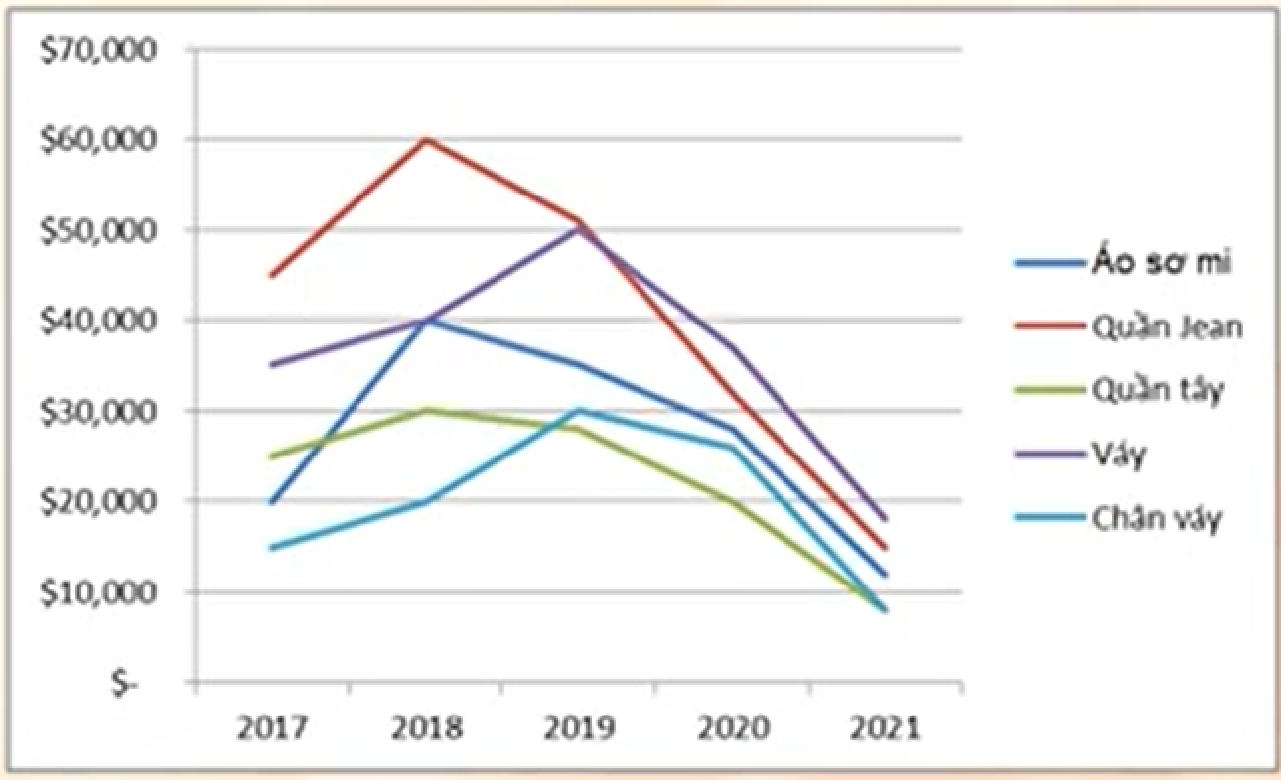 $70,000
$60,000
$50,000
$40,000
$30,000
$20,000
$10,000
$-
2017 2018 2019 2020 2021
Áo sơ mi
Quần Jean
Quần tây
Váy
Chân váy